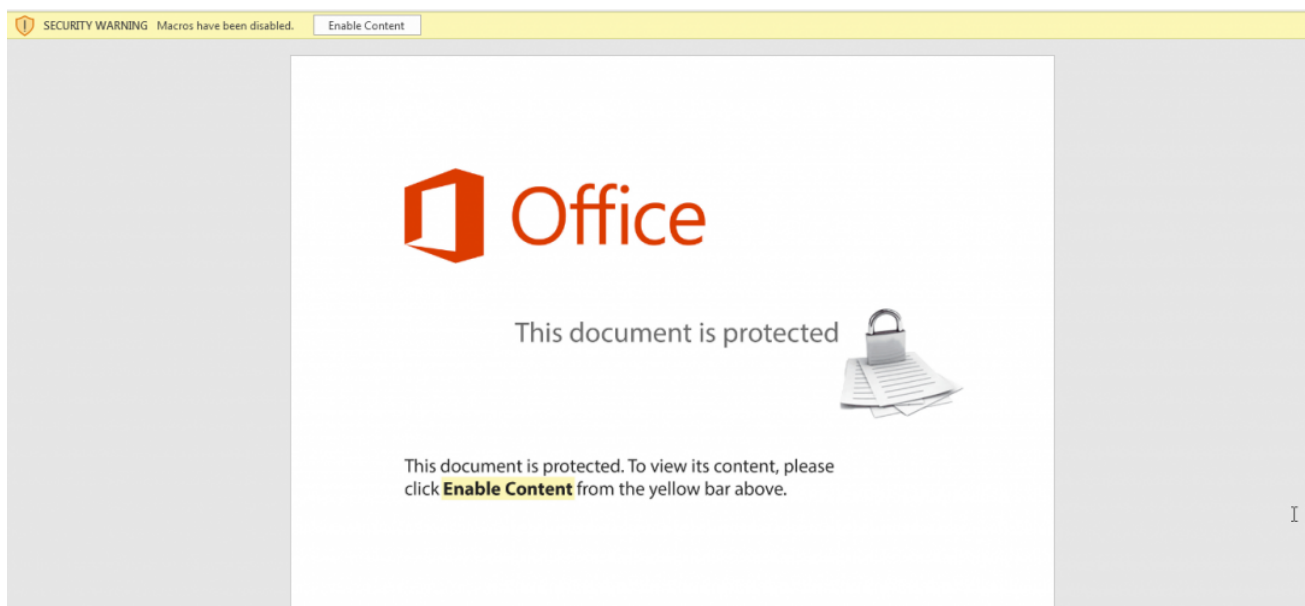 SECURITY WARNING Macros have been disabled. Enable Content
Office
This document is protected
This document is protected. To view its content, please
click Enable Content from the yellow bar above.